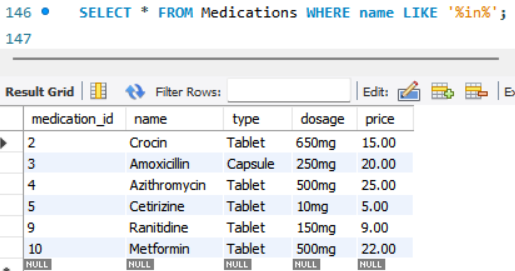 146 SELECT * FROM Medications WHERE name LIKE '%in%';
147
Result Grid Filter Rows: Edit:
medication_id name type dosage price
2 Crocin Tablet 650mg 15.00
3 Amoxicillin Capsule 250mg 20.00
4 Azithromycin Tablet 500mg 25.00
5 Cetirizine Tablet 10mg 5.00
9 Ranitidine Tablet 150mg 9.00
10 Metformin Tablet 500mg 22.00
NULL NULL NULL NULL NULL